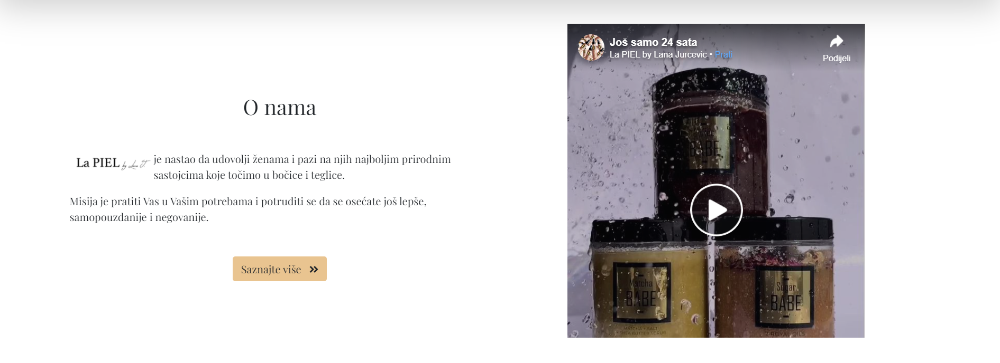 O nama
La PIEL by Lana J. je nastao da udovolji ženama i pazi na njih najboljim prirodnim
sastojcima koje točimo u bočice i teglice.
Misija je pratiti Vas u Vašim potrebama i potruditi se da se osećate još lepše,
samopouzdanije i negovanije.
Saznajte više
Još samo 24 sata
La PIEL by Lana Jurcevic · Prati
Podijeli
BABE
Matcha
BABE
MATCHA + SALT
+ SHEA BUTTER SCRUB
Sugar
BABE
7 ROYAL OILS